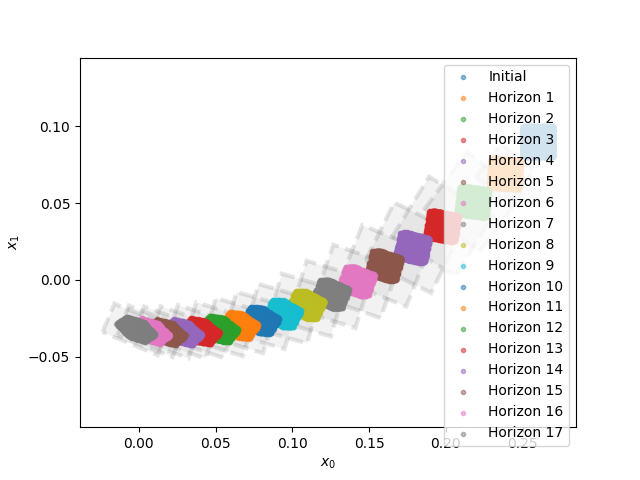 Initial
Horizon 1
Horizon 2
Horizon 3
Horizon 4
Horizon 5
Horizon 6
Horizon 7
Horizon 8
Horizon 9
Horizon 10
Horizon 11
Horizon 12
Horizon 13
Horizon 14
Horizon 15
Horizon 16
Horizon 17
0.10
0.05
0.00
−0.05
x₁
0.00 0.05 0.10 0.15 0.20 0.25
x₀